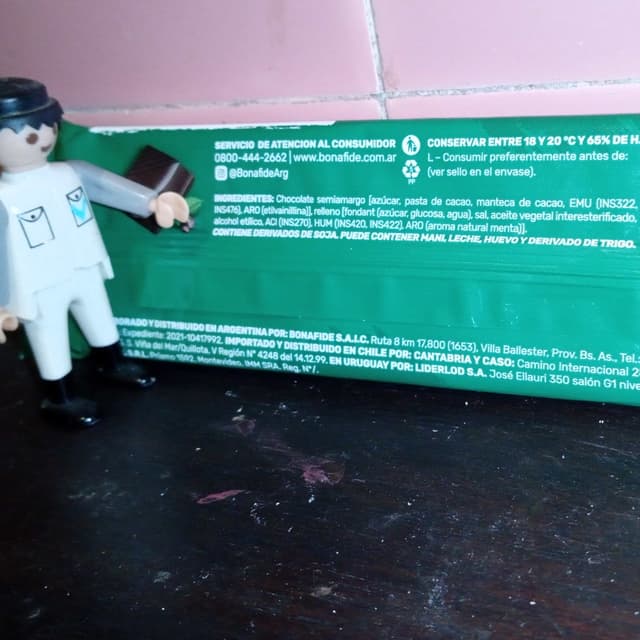 SERVICIO DE ATENCION AL CONSUMIDOR
0800-444-2662 | www.bonafide.com.ar
@BonafideArg
PP
CONSERVAR ENTRE 18 Y 20 °C Y 65% DE H.
L – Consumir preferentemente antes de:
(ver sello en el envase).
INGREDIENTES: Chocolate semiamargo [azúcar, pasta de cacao, manteca de cacao, EMU (INS322,
INS476), ARO (etilvainillina)], relleno [fondant (azúcar, glucosa, agua), sal, aceite vegetal interesterificado,
alcohol etílico, ACI (INS270), HUM (INS420, INS422), ARO (aroma natural menta)].
CONTIENE DERIVADOS DE SOJA. PUEDE CONTENER MANI, LECHE, HUEVO Y DERIVADO DE TRIGO.
ORADO Y DISTRIBUIDO EN ARGENTINA POR: BONAFIDE S.A.I.C. Ruta 8 km 17.800 (1653). Villa Ballester, Prov. Bs. As., Tel.
Expediente: 2021-10417992. IMPORTADO Y DISTRIBUIDO EN CHILE POR: CANTABRIA Y CASO: Camino Internacional
Viña del Mar/Quillota, V Región N° 4248 del 14.12.99. EN URUGUAY POR: LIDERLOD S.A. José Ellauri 350 salón G1
1592, Montevideo. IMM SRA. Reg. N°/.